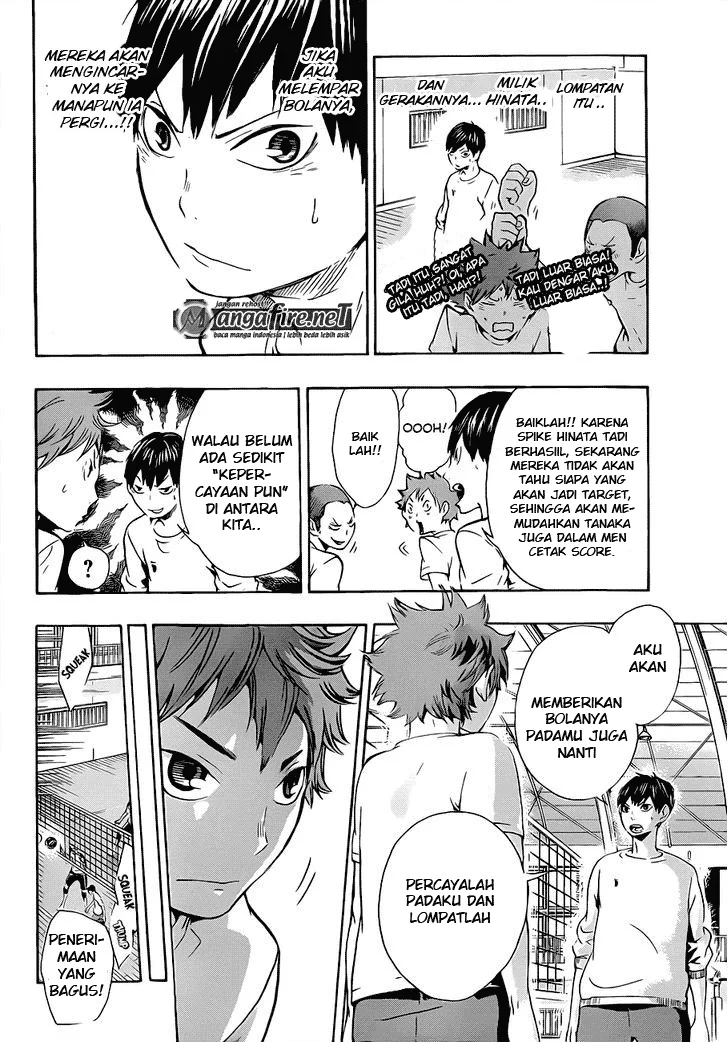 LOMPATAN
ITU ..
MILIK
HINATA..
DAN
GERAKANNYA...
TADI LUAR BIASA!
KAU DENGAR AKU,
LUAR BIASA..!
TADI ITU SANGAT
GILA HUH?! OI, APA
ITU TADI, HAH?!
JIKA
AKU
MELEMPAR
BOLANYA,
MEREKA AKAN
MENGINCAR-
NYA KE
MANAPUN IA
PERGI...!!
jangan rehost!!!
Mangafire.neT
baca manga indonesia | lebih beda lebih asik
BAIKLAH!! KARENA
SPIKE HINATA TADI
BERHASIIL, SEKARANG
MEREKA TIDAK AKAN
TAHU SIAPA YANG
AKAN JADI TARGET,
SEHINGGA AKAN ME-
MUDAHKAN TANAKA
JUGA DALAM MEN
CETAK SCORE.
OOOH!
BAIK
LAH!!
WALAU BELUM
ADA SEDIKIT
"KEPER-
CAYAAN PUN"
DI ANTARA
KITA..
?
AKU
AKAN
MEMBERIKAN
BOLANYA
PADAMU JUGA
NANTI
PERCAYALAH
PADAKU DAN
LOMPATLAH
SQUEAK
SQUEAK
THUMP
PENERI-
MAAN
YANG
BAGUS!